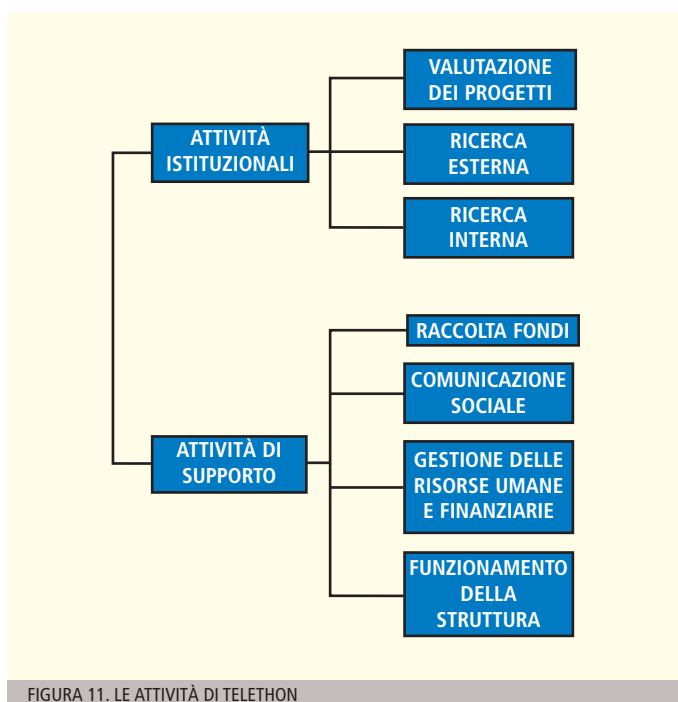 ATTIVITÀ
ISTITUZIONALI
VALUTAZIONE
DEI PROGETTI
RICERCA
ESTERNA
RICERCA
INTERNA
ATTIVITÀ DI
SUPPORTO
RACCOLTA FONDI
COMUNICAZIONE
SOCIALE
GESTIONE DELLE
RISORSE UMANE
E FINANZIARIE
FUNZIONAMENTO
DELLA
STRUTTURA
FIGURA 11. LE ATTIVITÀ DI TELETHON